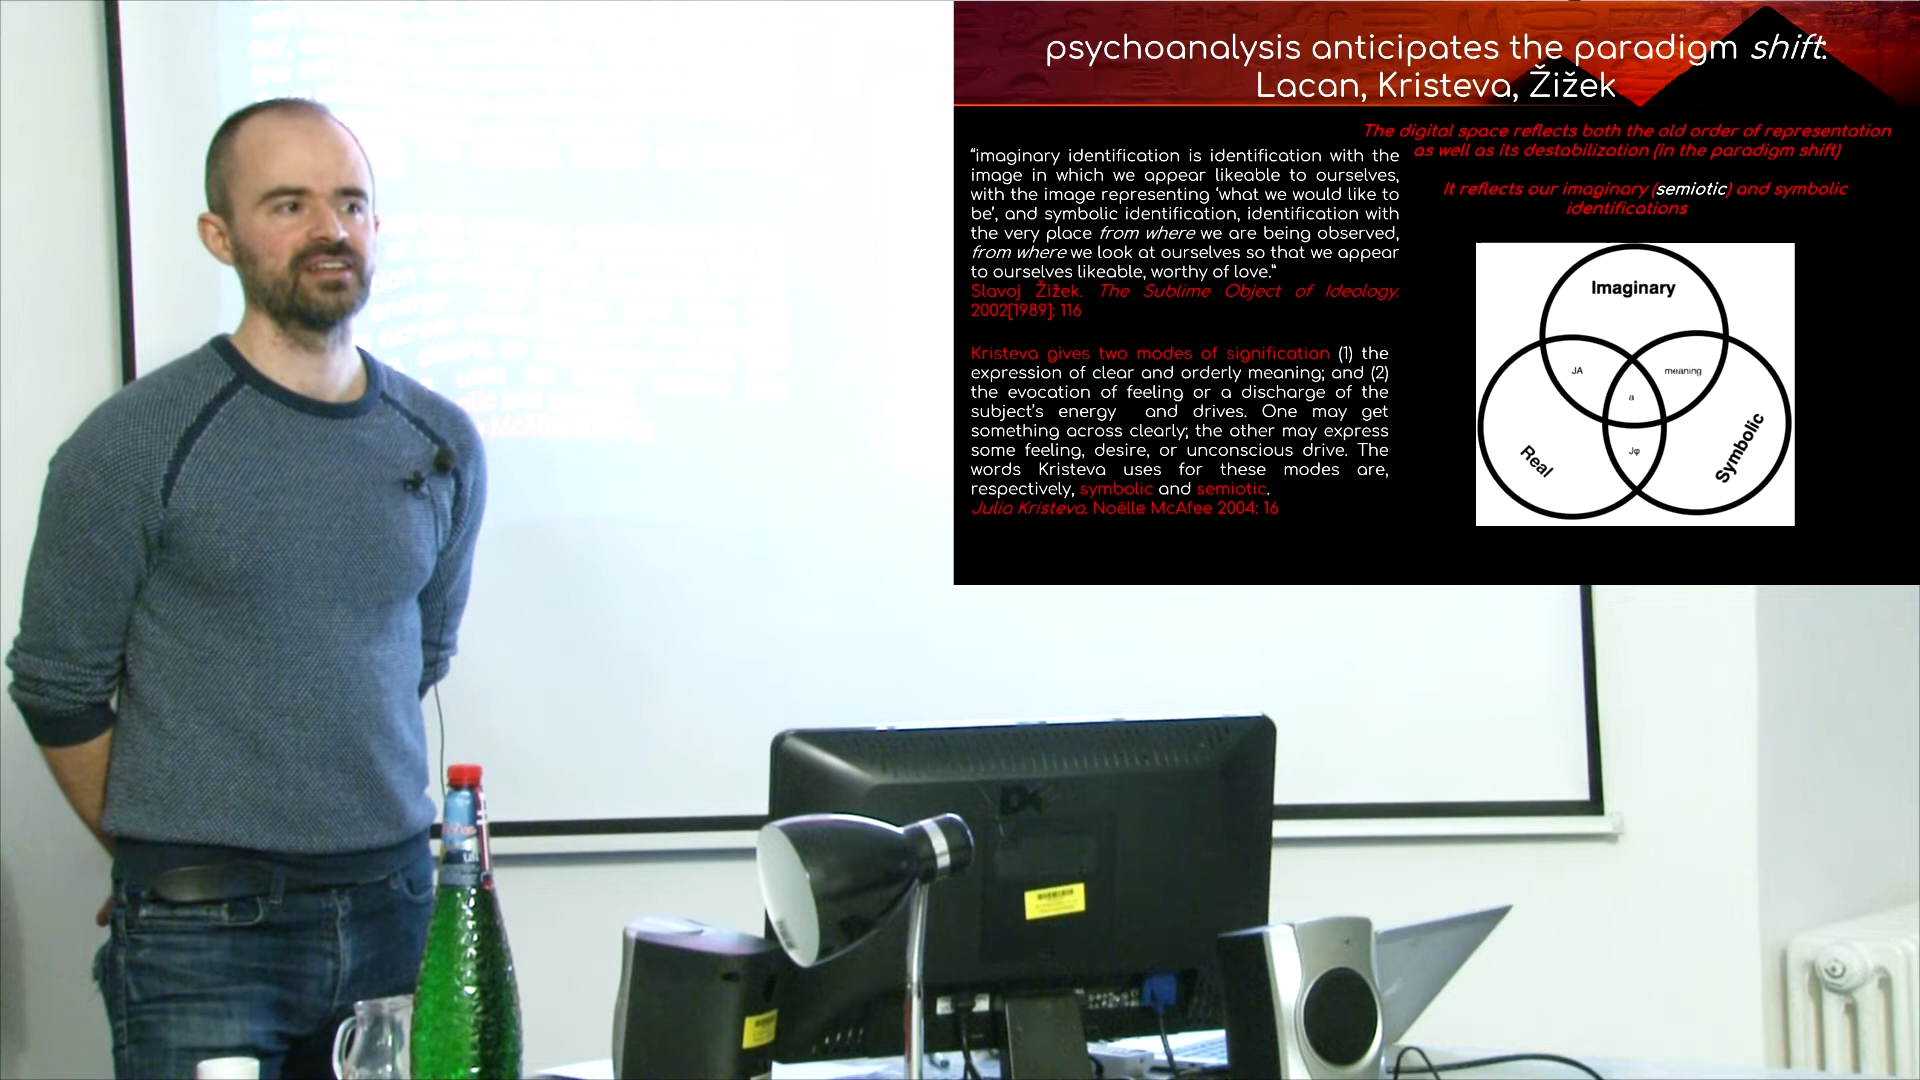 psychoanalysis anticipates the paradigm shift:
Lacan, Kristeva, Žižek
“imaginary identification is identification with the
image in which we appear likeable to ourselves,
with the image representing ‘what we would like to
be’, and symbolic identification, identification with
the very place from where we are being observed,
from where we look at ourselves so that we appear
to ourselves likeable, worthy of love.”
Slavoj Žižek. The Sublime Object of Ideology.
2002[1989]: 116
Kristeva gives two modes of signification (1) the
expression of clear and orderly meaning; and (2)
the evocation of feeling or a discharge of the
subject's energy and drives. One may get
something across clearly; the other may express
some feeling, desire, or unconscious drive. The
words Kristeva uses for these modes are,
respectively, symbolic and semiotic.
Julia Kristeva. Noëlle McAfee 2004: 16
The digital space reflects both the old order of representation
as well as its destabilization (in the paradigm shift)
It reflects our imaginary (semiotic) and symbolic
identifications
Imaginary
JA
meaning
a
Jφ
Real
Symbolic